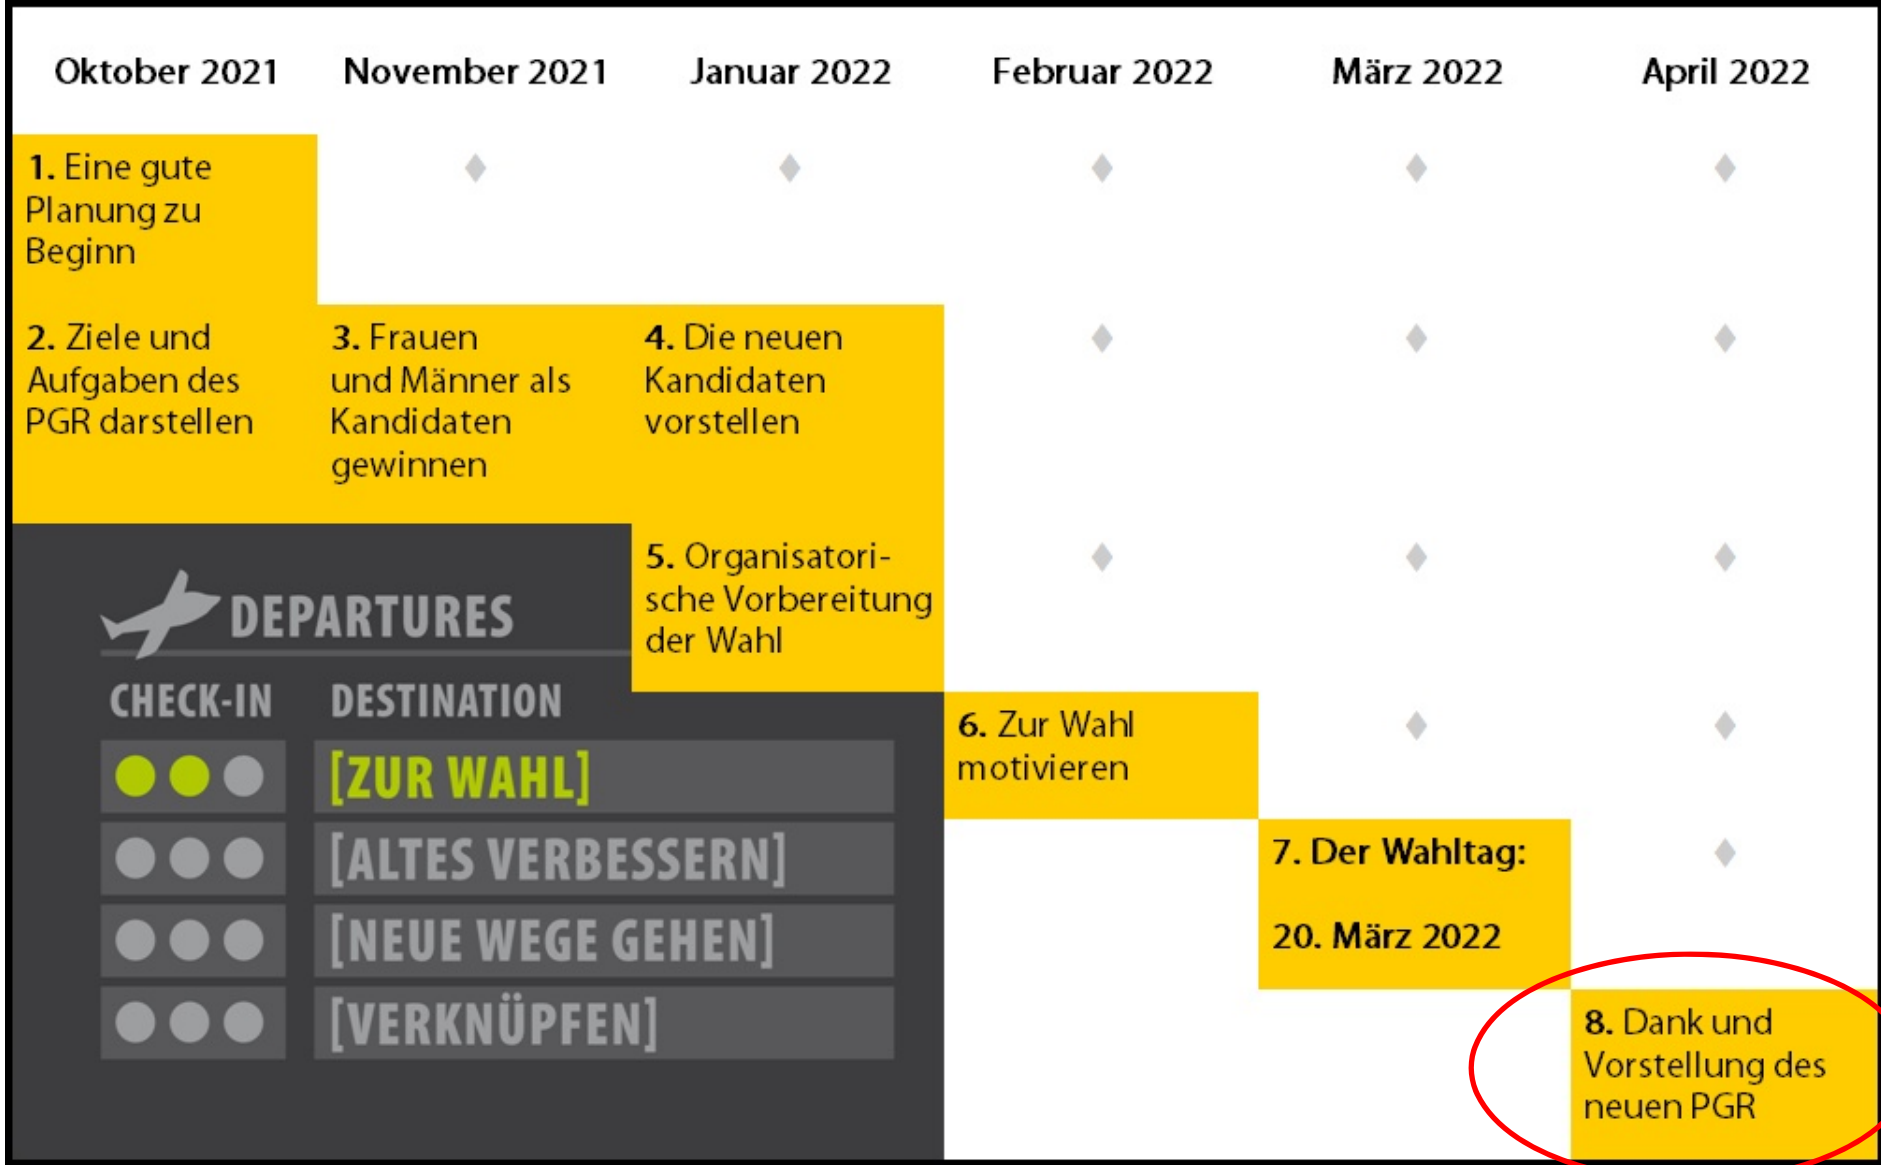 Oktober 2021
November 2021
Januar 2022
Februar 2022
März 2022
April 2022
1. Eine gute
Planung zu
Beginn
2. Ziele und
Aufgaben des
PGR darstellen
3. Frauen
und Männer als
Kandidaten
gewinnen
4. Die neuen
Kandidaten
vorstellen
5. Organisatori-
sche Vorbereitung
der Wahl
DEPARTURES
CHECK-IN
DESTINATION
[ZUR WAHL]
[ALTES VERBESSERN]
[NEUE WEGE GEHEN]
[VERKNÜPFEN]
6. Zur Wahl
motivieren
7. Der Wahltag:
20. März 2022
8. Dank und
Vorstellung des
neuen PGR